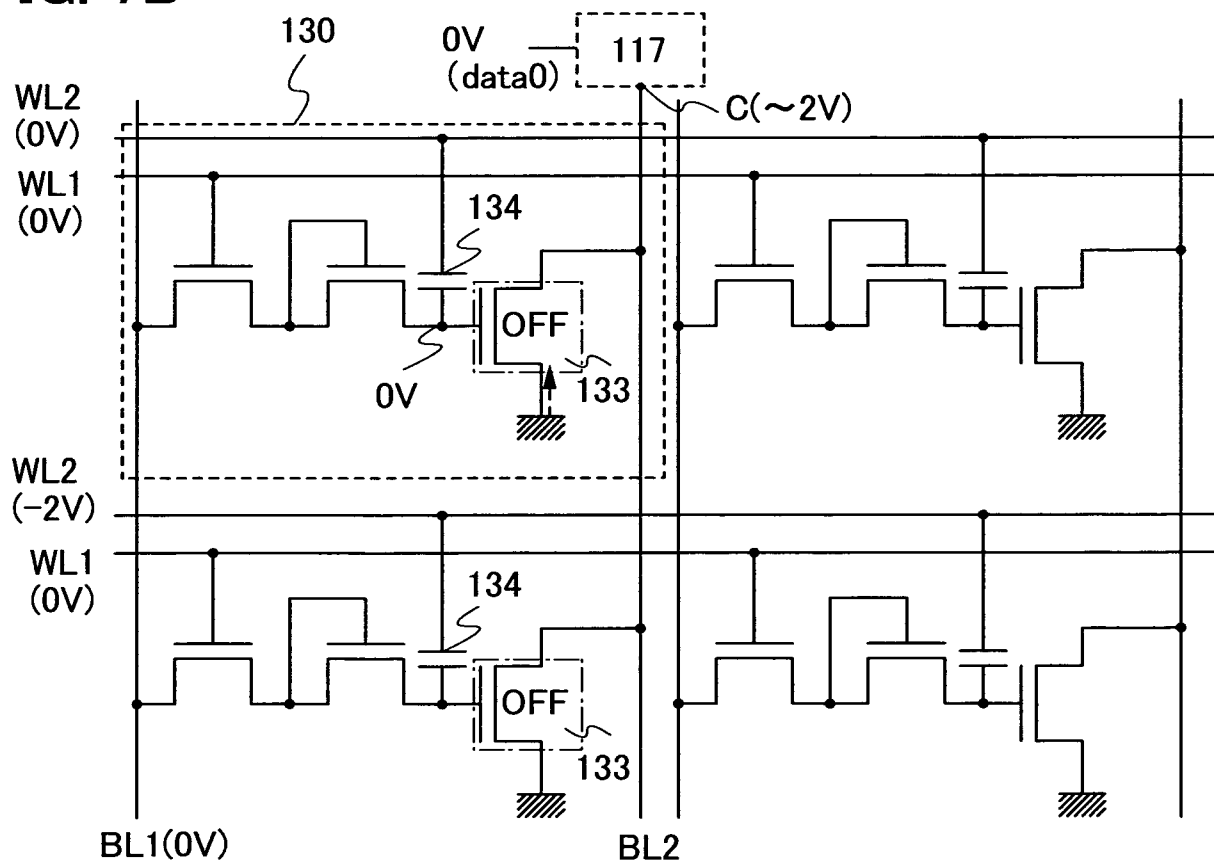 130
0V
(data0)
117
C(~2V)
WL2
(0V)
WL1
(0V)
134
OFF
0V
133
WL2
(-2V)
WL1
(0V)
134
OFF
133
BL1(0V)
BL2